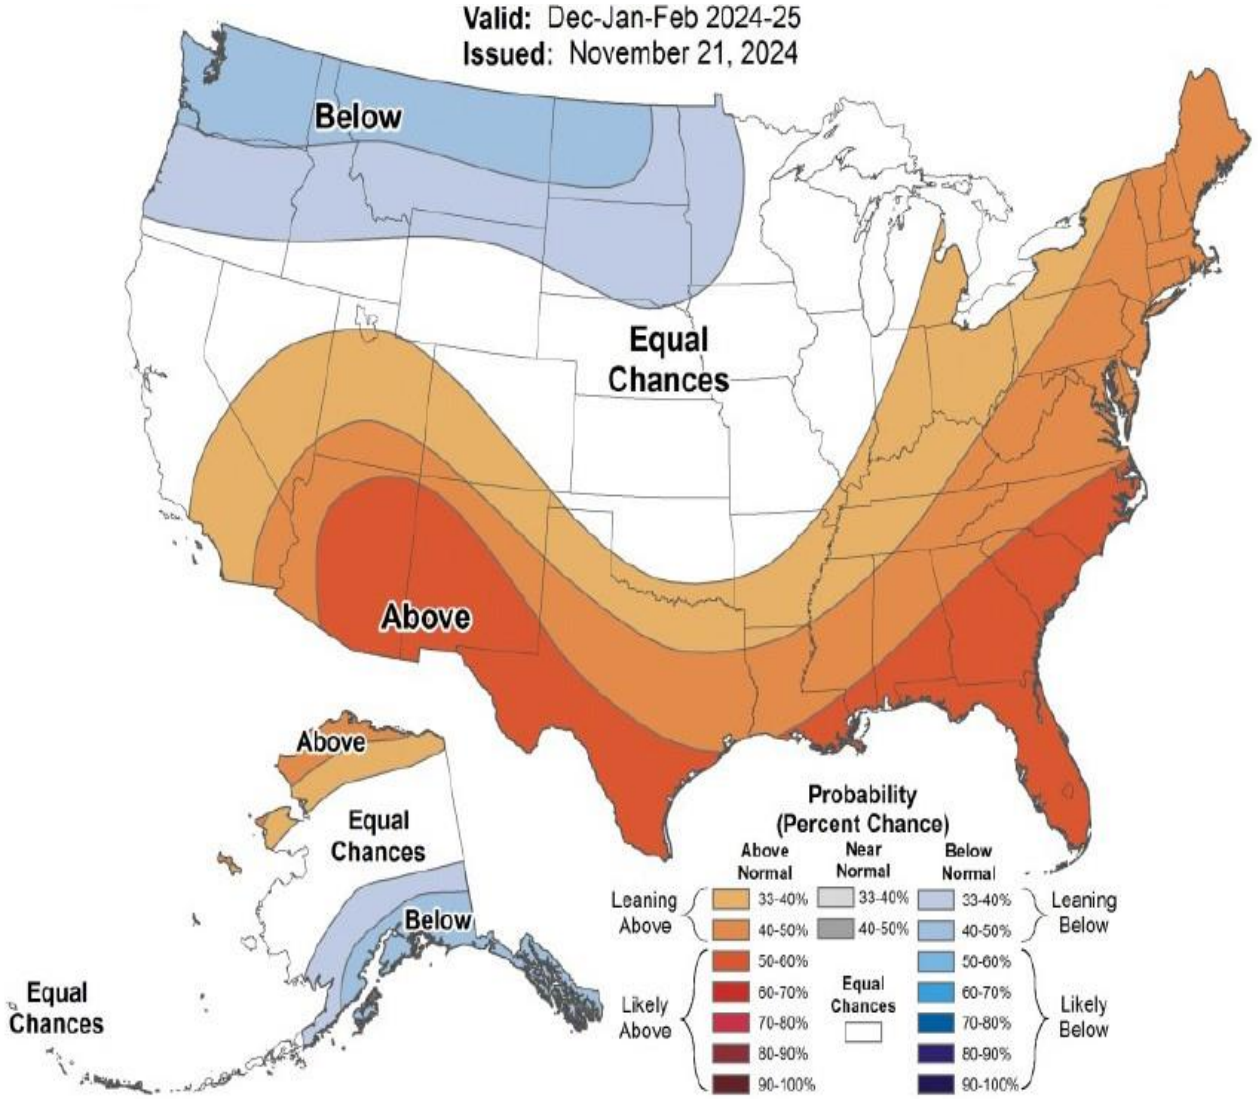 Valid: Dec-Jan-Feb 2024-25
Issued: November 21, 2024
Below
Equal
Chances
Above
Above
Equal
Chances
Below
Equal
Chances
Probability
(Percent Chance)
Above
Normal
Near
Normal
Below
Normal
Leaning
Above
33-40%
33-40%
33-40%
Leaning
Below
40-50%
40-50%
40-50%
Likely
Above
50-60%
60-70%
70-80%
80-90%
90-100%
Equal
Chances
50-60%
60-70%
70-80%
80-90%
90-100%
Likely
Below